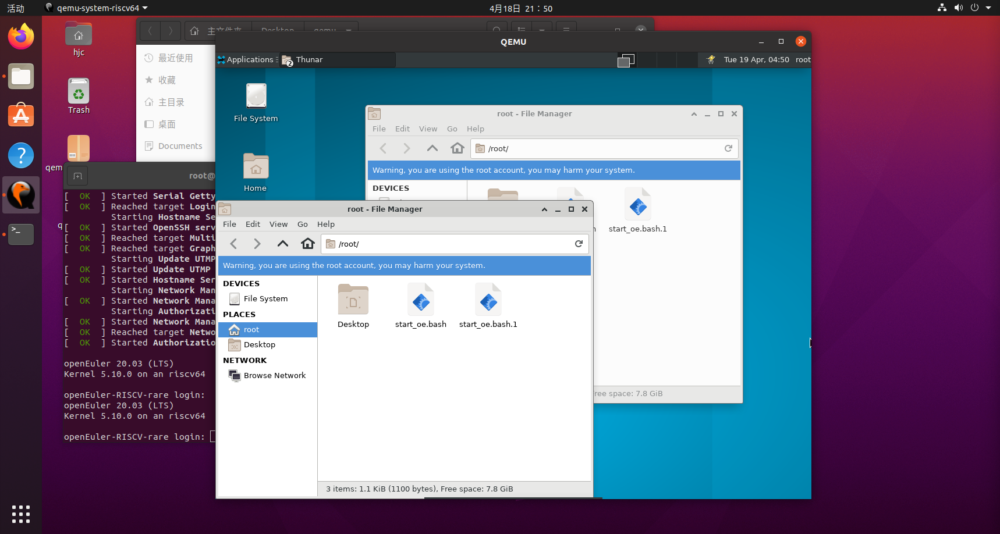 活动
qemu-system-riscv64
4月18日 21：50
hjc
Trash
qem
q
主文件夹
Desktop
qemu
最近使用
收藏
主目录
桌面
Documents
root@
[ OK ] Started Serial Getty
[ OK ] Reached target Login
Starting Hostname Se
[ OK ] Started OpenSSH serv
[ OK ] Reached target Multi
[ OK ] Reached target Graph
Starting Update UTMP
[ OK ] Started Update UTMP
[ OK ] Started Hostname Ser
Starting Network Man
[ OK ] Started Network Mana
Starting Authorizati
[ OK ] Started Network Mana
[ OK ] Reached target Netwo
[ OK ] Started Authorizatio
openEuler 20.03 (LTS)
Kernel 5.10.0 on an riscv64
openEuler-RISCV-rare login:
openEuler 20.03 (LTS)
Kernel 5.10.0 on an riscv64
openEuler-RISCV-rare login:
QEMU
Applications
2 Thunar
Tue 19 Apr, 04:50 root
File System
Home
root - File Manager
File Edit View Go Help
/root/
Warning, you are using the root account, you may harm your system.
DEVICES
start_oe.bash.1
ree space: 7.8 GiB
root - File Manager
File Edit View Go Help
/root/
Warning, you are using the root account, you may harm your system.
DEVICES
File System
PLACES
root
Desktop
NETWORK
Browse Network
Desktop
start_oe.bash
start_oe.bash.1
3 items: 1.1 KiB (1100 bytes), Free space: 7.8 GiB